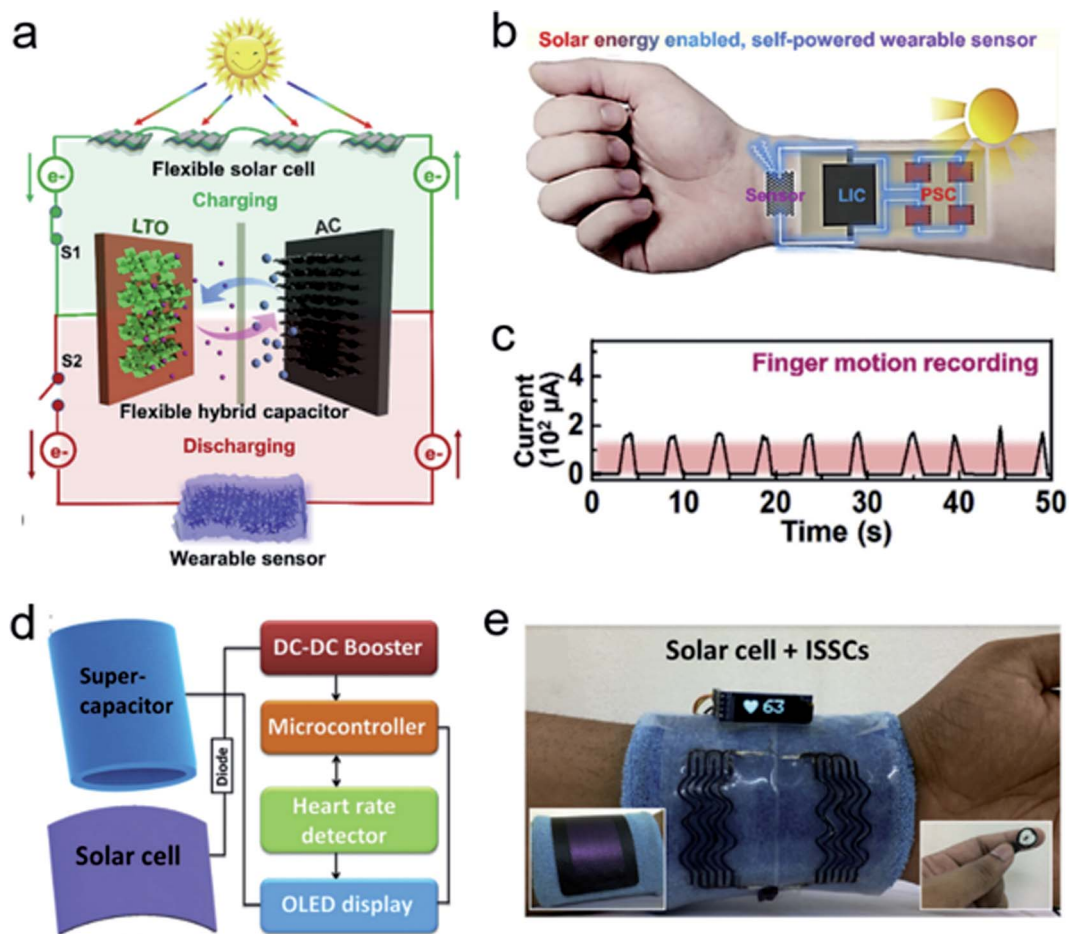 a
Flexible solar cell
Charging
e-
e-
LTO
AC
S1
S2
Flexible hybrid capacitor
Discharging
e-
e-
Wearable sensor
b
Solar energy enabled, self-powered wearable sensor
Sensor
LIC
PSC
c
Finger motion recording
Current
(10² μA)
4
2
0
0 10 20 30 40 50
Time (s)
d
Super-
capacitor
Diode
Solar cell
DC-DC Booster
Microcontroller
Heart rate
detector
OLED display
e
Solar cell + ISSCs
63